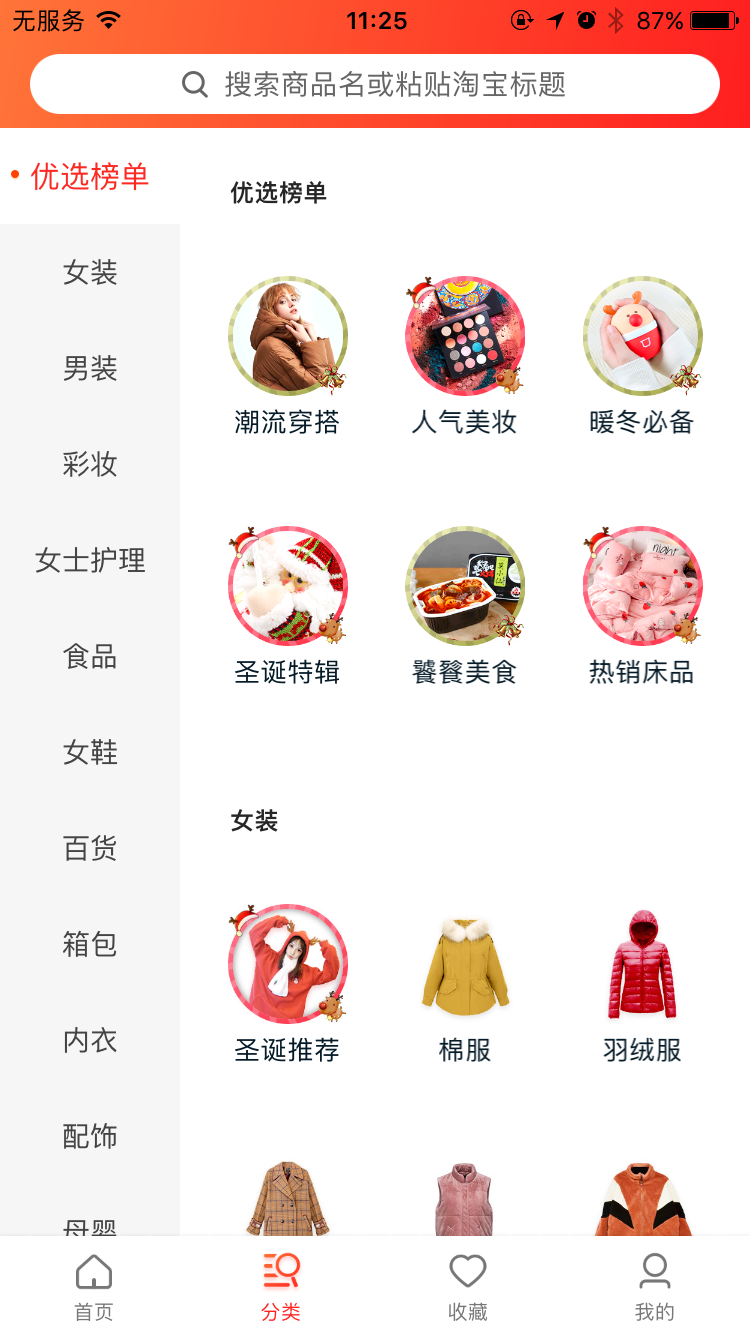 无服务 11:25 87%
搜索商品名或粘贴淘宝标题
优选榜单
女装
男装
彩妆
女士护理
食品
女鞋
百货
箱包
内衣
配饰
母婴
优选榜单
潮流穿搭 人气美妆 暖冬必备
圣诞特辑 饕餮美食 热销床品
女装
圣诞推荐 棉服 羽绒服
首页 分类 收藏 我的